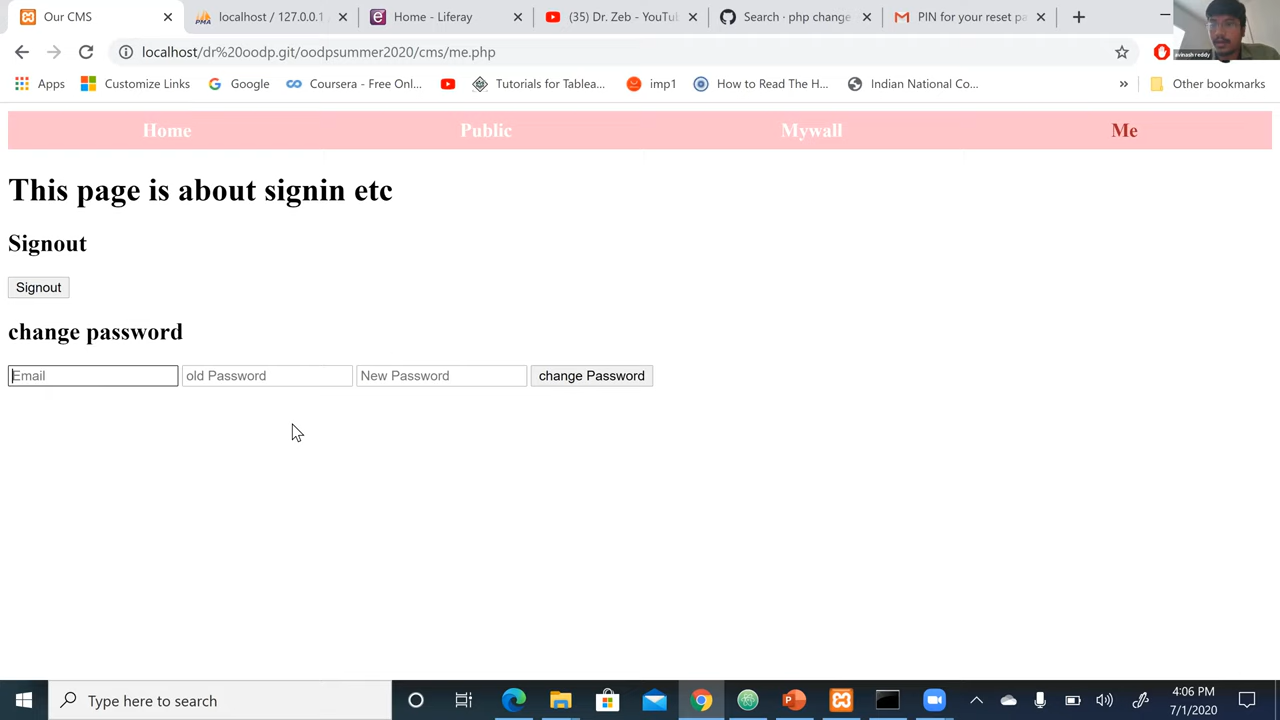 Our CMS
localhost / 127.0.0.1
Home - Liferay
(35) Dr. Zeb - YouTu
Search · php change
PIN for your reset pa
localhost/dr%20oodp.git/oodpsummer2020/cms/me.php
avinash reddy
Apps
Customize Links
Google
Coursera - Free Onl...
Tutorials for Tablea...
imp1
How to Read The H...
Indian National Co...
»
Other bookmarks
Home
Public
Mywall
Me
This page is about signin etc
Signout
Signout
change password
Email
old Password
New Password
change Password
Type here to search
4:06 PM
7/1/2020